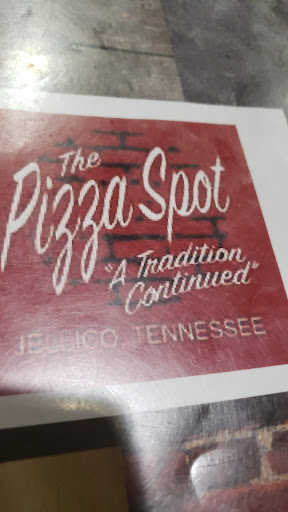 The
Pizza Spot
"A Tradition
Continued"
JELLICO, TENNESSEE